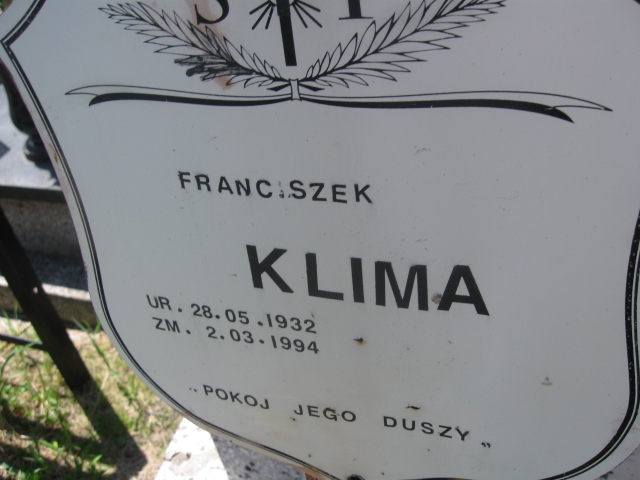 S P
FRANCISZEK
KLIMA
UR. 28.05.1932
ZM. 2.03.1994
„POKOJ JEGO DUSZY„